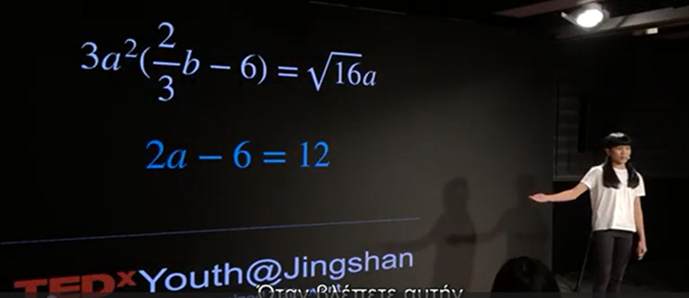 3a²(2/3b − 6) = √16a
2a − 6 = 12
TEDxYouth@Jingshan
Όταν βλέπετε αυτήν